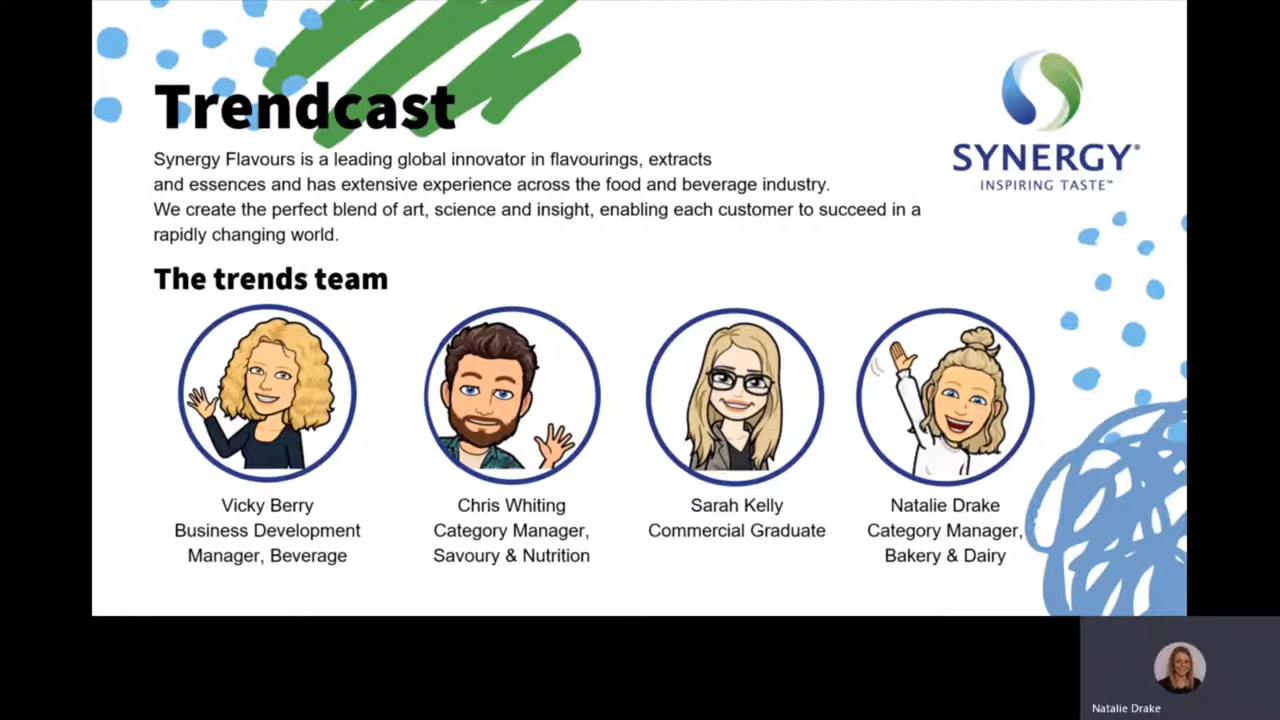 Trendcast
Synergy Flavours is a leading global innovator in flavourings, extracts
and essences and has extensive experience across the food and beverage industry.
We create the perfect blend of art, science and insight, enabling each customer to succeed in a
rapidly changing world.
SYNERGY®
INSPIRING TASTE™
The trends team
Vicky Berry
Business Development
Manager, Beverage
Chris Whiting
Category Manager,
Savoury & Nutrition
Sarah Kelly
Commercial Graduate
Natalie Drake
Category Manager,
Bakery & Dairy
Natalie Drake